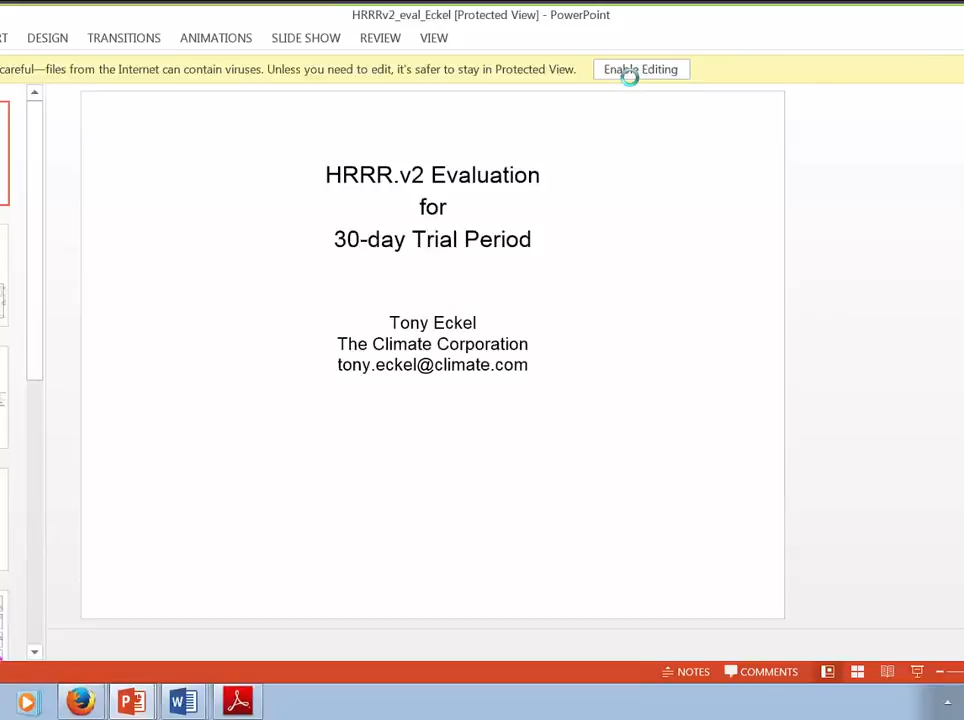 HRRRv2_eval_Eckel [Protected View] - PowerPoint
RT DESIGN TRANSITIONS ANIMATIONS SLIDE SHOW REVIEW VIEW
careful—files from the Internet can contain viruses. Unless you need to edit, it's safer to stay in Protected View. Enable Editing
HRRR.v2 Evaluation
for
30-day Trial Period
Tony Eckel
The Climate Corporation
tony.eckel@climate.com
NOTES COMMENTS